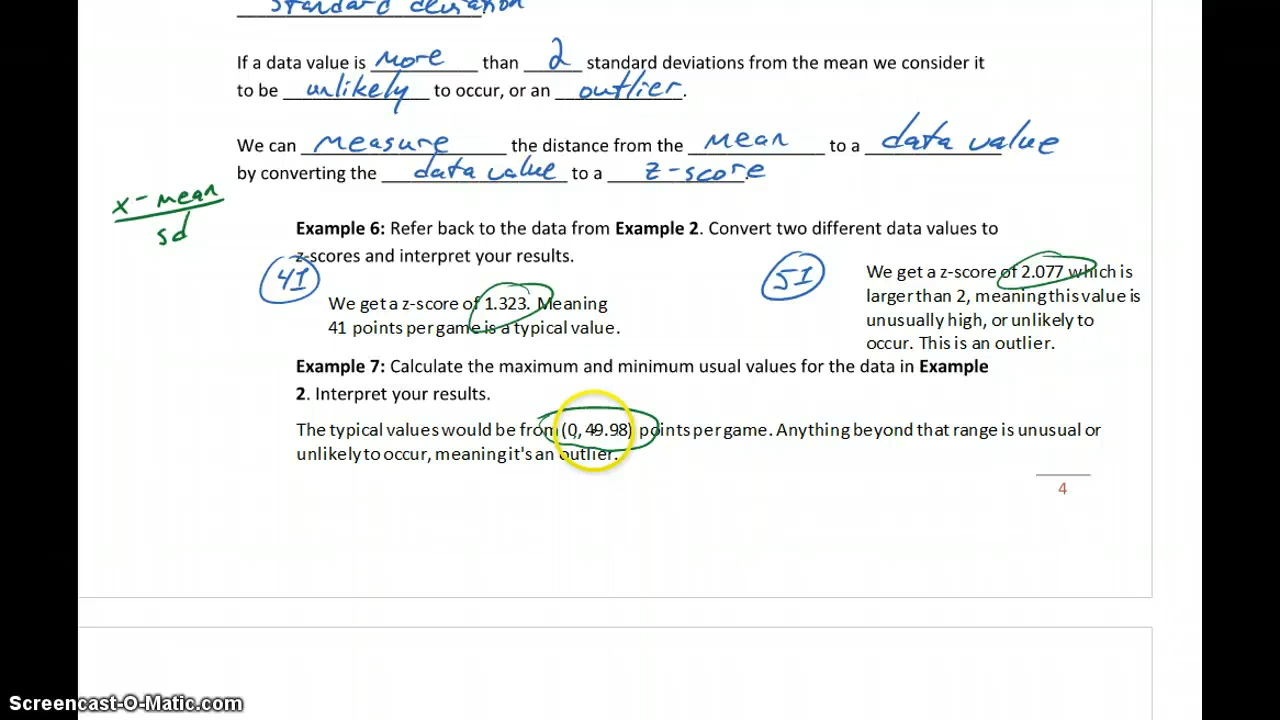 standard deviation
If a data value is more than 2 standard deviations from the mean we consider it
to be unlikely to occur, or an outlier.
We can measure the distance from the mean to a data value
by converting the data value to a z-score.
x - mean
sd
Example 6: Refer back to the data from Example 2. Convert two different data values to
z-scores and interpret your results.
41
We get a z-score of 1.323. Meaning
41 points per game is a typical value.
51
We get a z-score of 2.077 which is
larger than 2, meaning this value is
unusually high, or unlikely to
occur. This is an outlier.
Example 7: Calculate the maximum and minimum usual values for the data in Example
2. Interpret your results.
The typical values would be from (0, 49.98) points per game. Anything beyond that range is unusual or
unlikely to occur, meaning it's an outlier.
4
Screencast-O-Matic.com